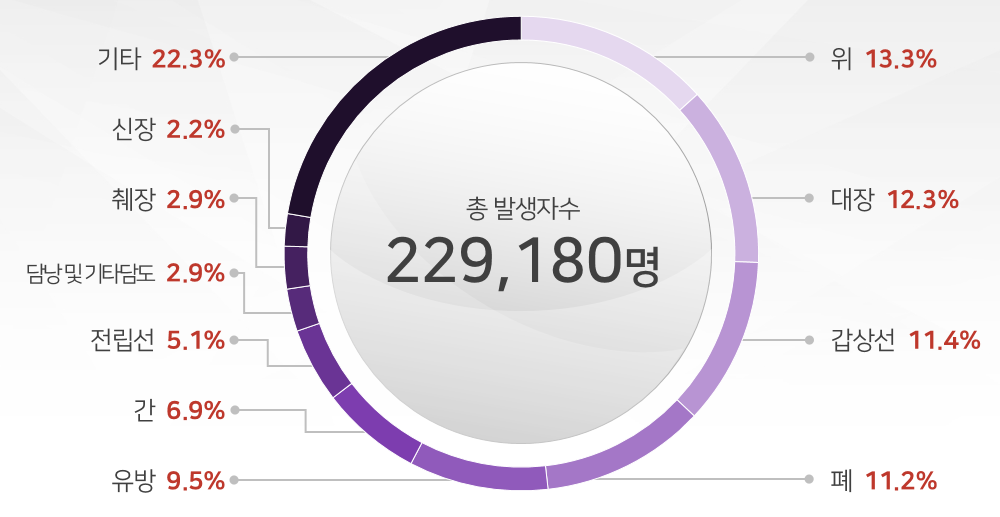 기타 22.3%
신장 2.2%
췌장 2.9%
담낭 및 기타담도 2.9%
전립선 5.1%
간 6.9%
유방 9.5%
총 발생자수
229,180명
위 13.3%
대장 12.3%
갑상선 11.4%
폐 11.2%